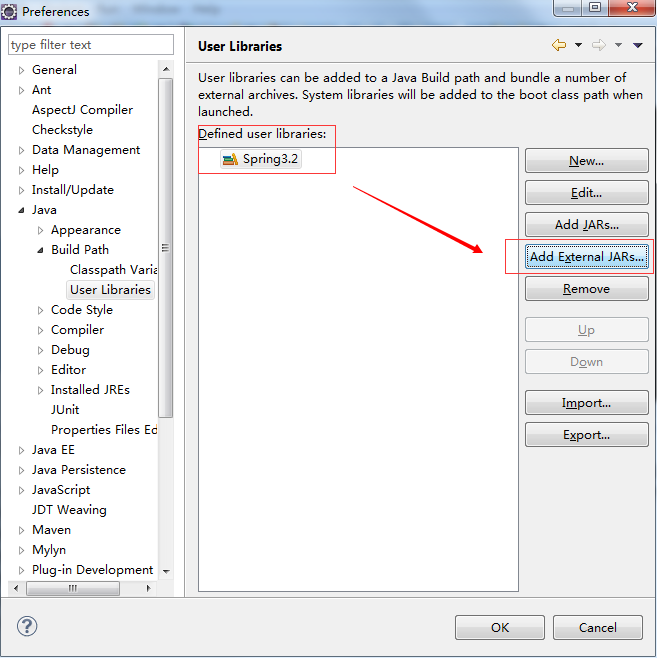 Preferences
type filter text
General
Ant
AspectJ Compiler
Checkstyle
Data Management
Help
Install/Update
Java
Appearance
Build Path
Classpath Varia
User Libraries
Code Style
Compiler
Debug
Editor
Installed JREs
JUnit
Properties Files Ed
Java EE
Java Persistence
JavaScript
JDT Weaving
Maven
Mylyn
Plug-in Development
User Libraries
User libraries can be added to a Java Build path and bundle a number of
external archives. System libraries will be added to the boot class path when
launched.
Defined user libraries:
Spring3.2
New...
Edit...
Add JARs...
Add External JARs...
Remove
Up
Down
Import...
Export...
?
OK
Cancel